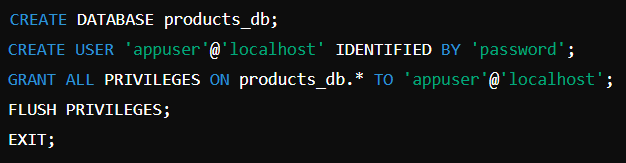 CREATE DATABASE products_db;
CREATE USER 'appuser'@'localhost' IDENTIFIED BY 'password';
GRANT ALL PRIVILEGES ON products_db.* TO 'appuser'@'localhost';
FLUSH PRIVILEGES;
EXIT;